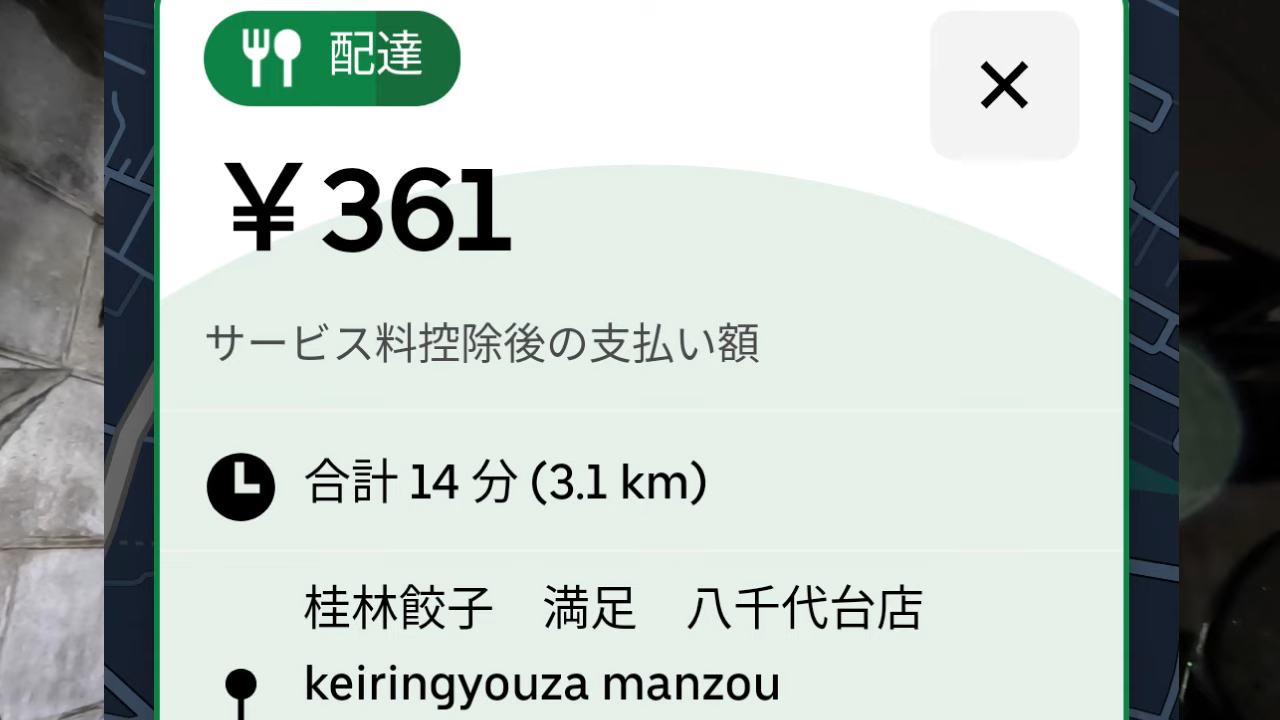 配達
¥361
サービス料控除後の支払い額
合計 14 分 (3.1 km)
桂林餃子　満足　八千代台店
keiringyouza manzou